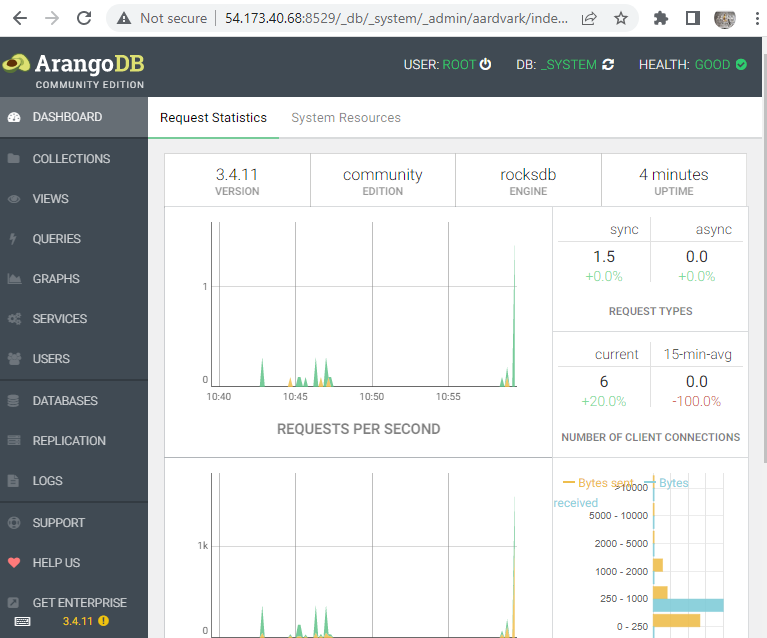 Not secure
54.173.40.68:8529/_db/_system/_admin/aardvark/inde...
ArangoDB
COMMUNITY EDITION
USER: ROOT
DB: _SYSTEM
HEALTH: GOOD
DASHBOARD
COLLECTIONS
VIEWS
QUERIES
GRAPHS
SERVICES
USERS
DATABASES
REPLICATION
LOGS
SUPPORT
HELP US
GET ENTERPRISE
3.4.11
Request Statistics
System Resources
3.4.11
VERSION
community
EDITION
rocksdb
ENGINE
4 minutes
UPTIME
1
0
10:40
10:45
10:50
10:55
REQUESTS PER SECOND
sync
async
1.5
0.0
+0.0%
+0.0%
REQUEST TYPES
current
15-min-avg
6
0.0
+20.0%
-100.0%
NUMBER OF CLIENT CONNECTIONS
1k
0
Bytes sent
Bytes
received
>10000
5000 - 10000
2000 - 5000
1000 - 2000
250 - 1000
0 - 250